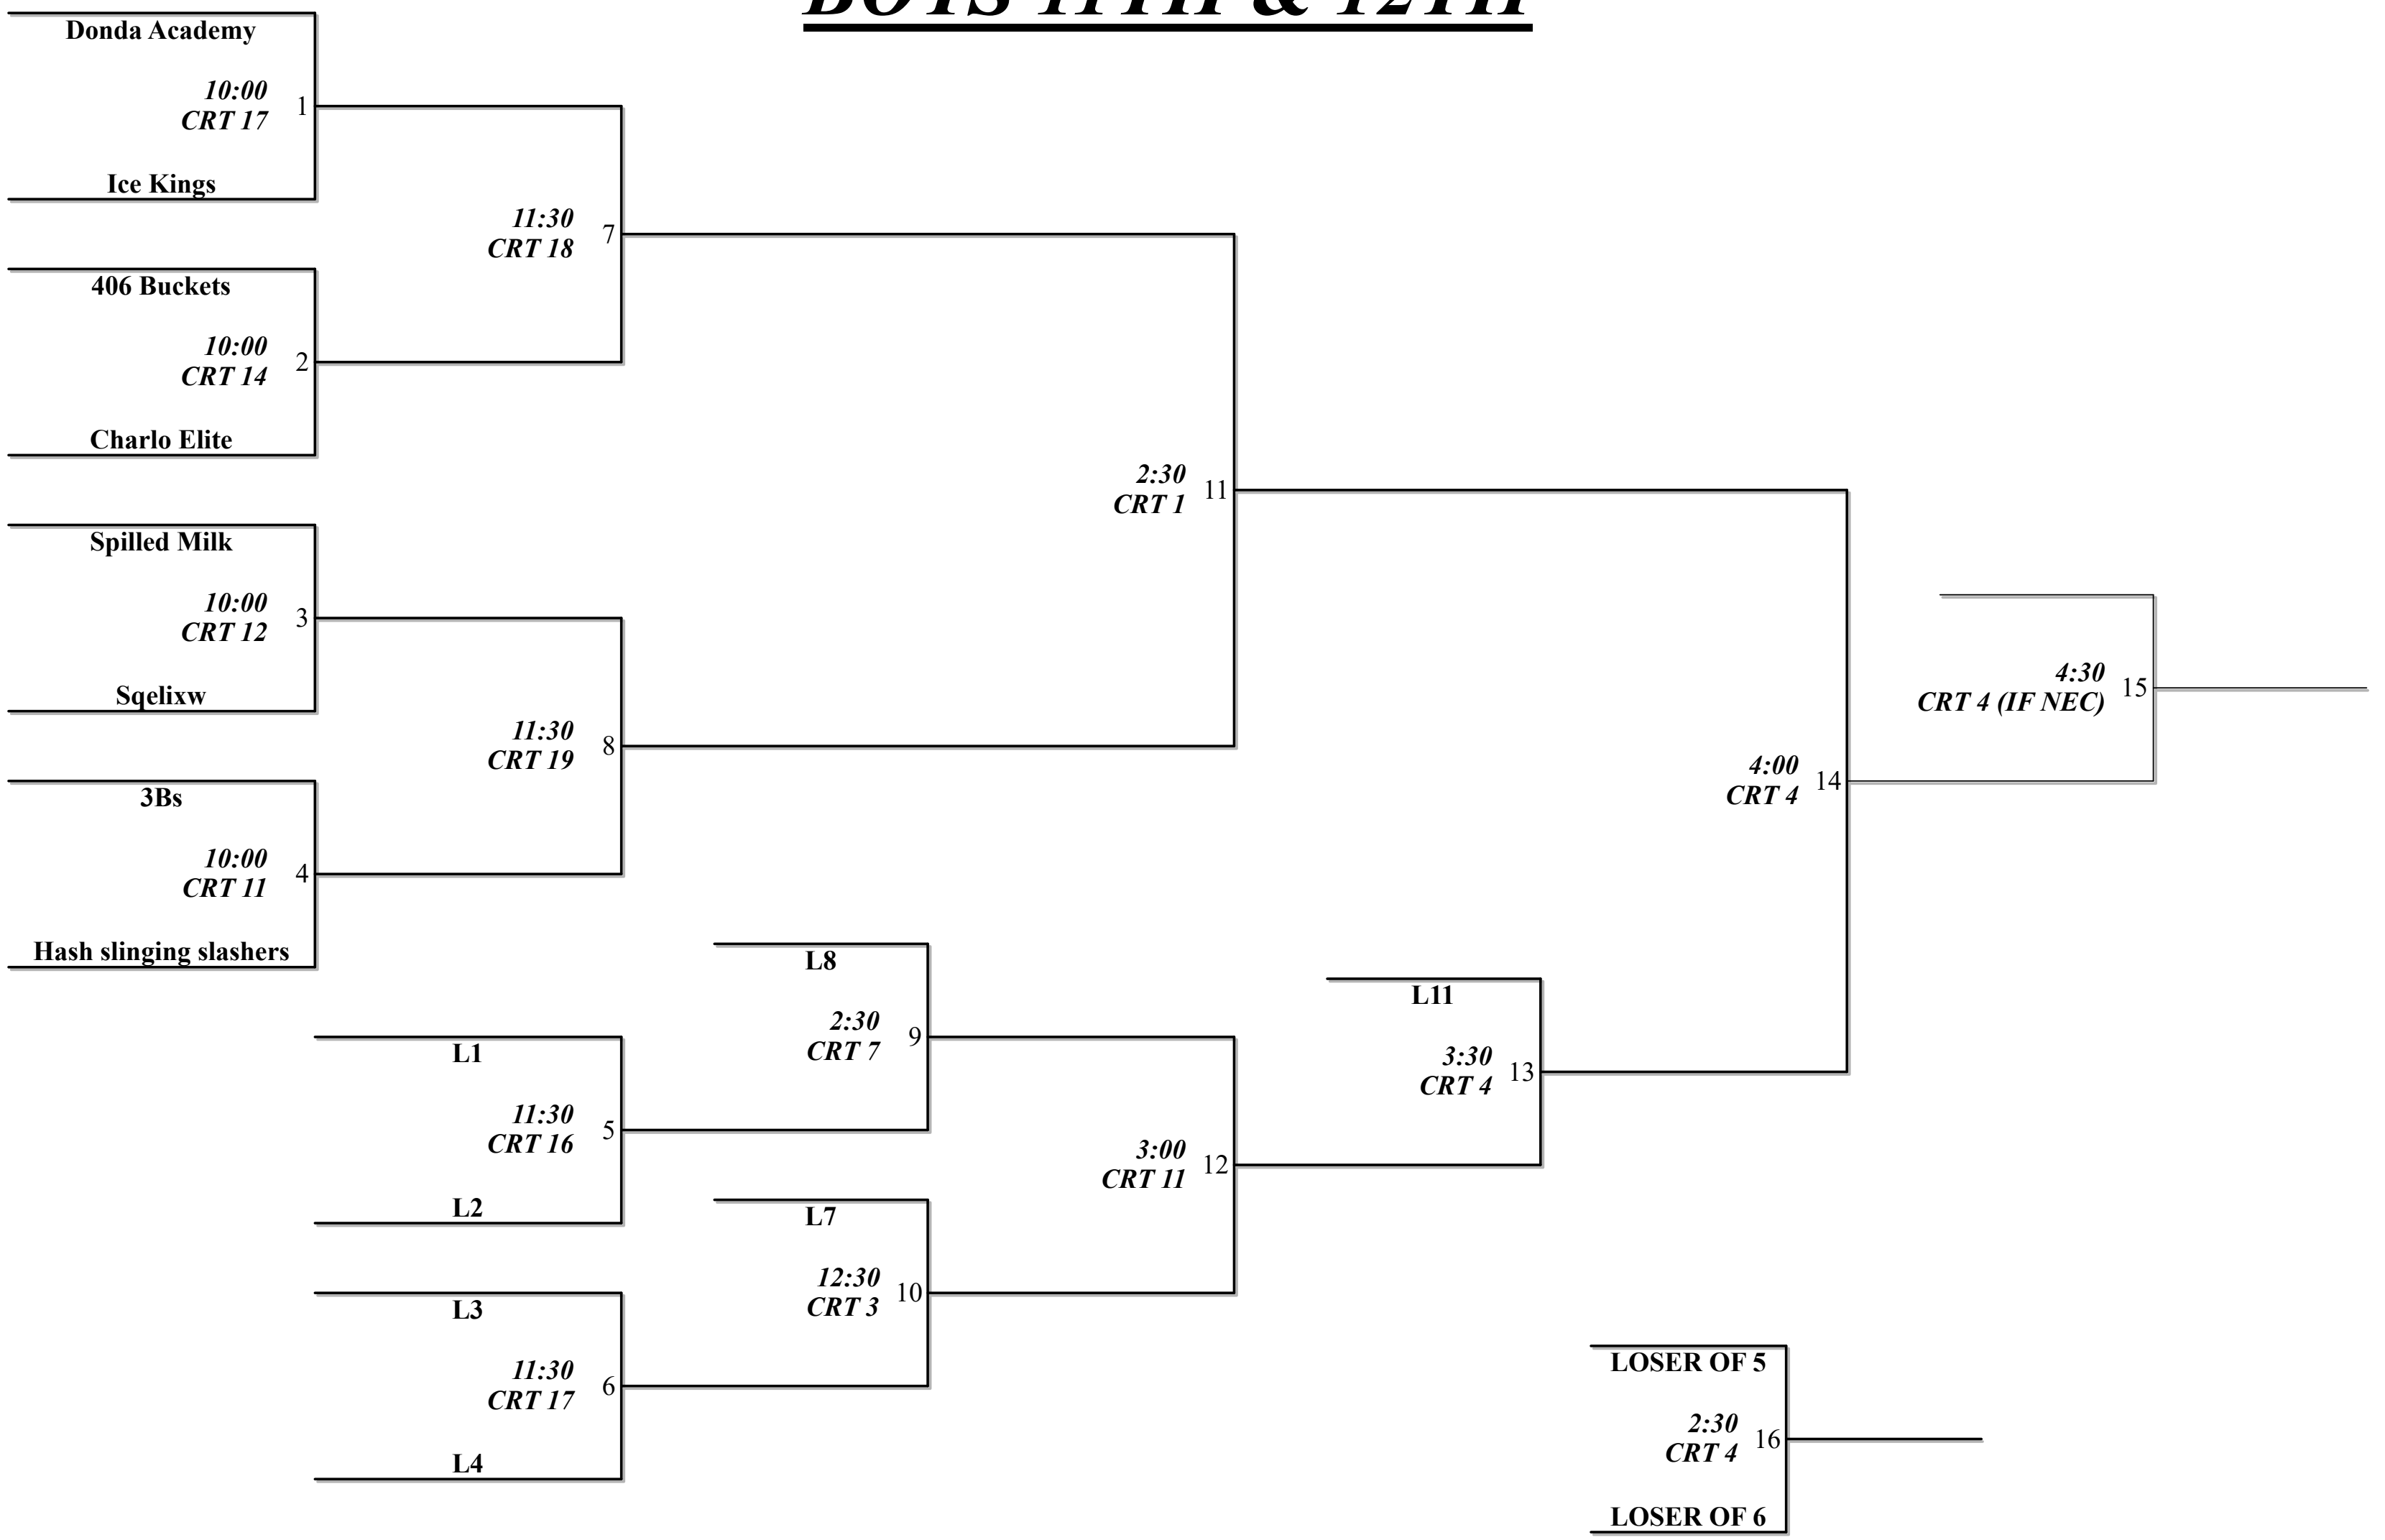 BOYS 11TH & 12TH
Donda Academy
10:00
CRT 17
1
Ice Kings
11:30
CRT 18
7
406 Buckets
10:00
CRT 14
2
Charlo Elite
2:30
CRT 1
11
Spilled Milk
10:00
CRT 12
3
Sqelixw
4:30
CRT 4 (IF NEC)
15
11:30
CRT 19
8
4:00
CRT 4
14
3Bs
10:00
CRT 11
4
Hash slinging slashers
L8
2:30
CRT 7
9
L11
3:30
CRT 4
13
L1
11:30
CRT 16
5
L2
3:00
CRT 11
12
L7
12:30
CRT 3
10
L3
11:30
CRT 17
6
L4
LOSER OF 5
2:30
CRT 4
16
LOSER OF 6